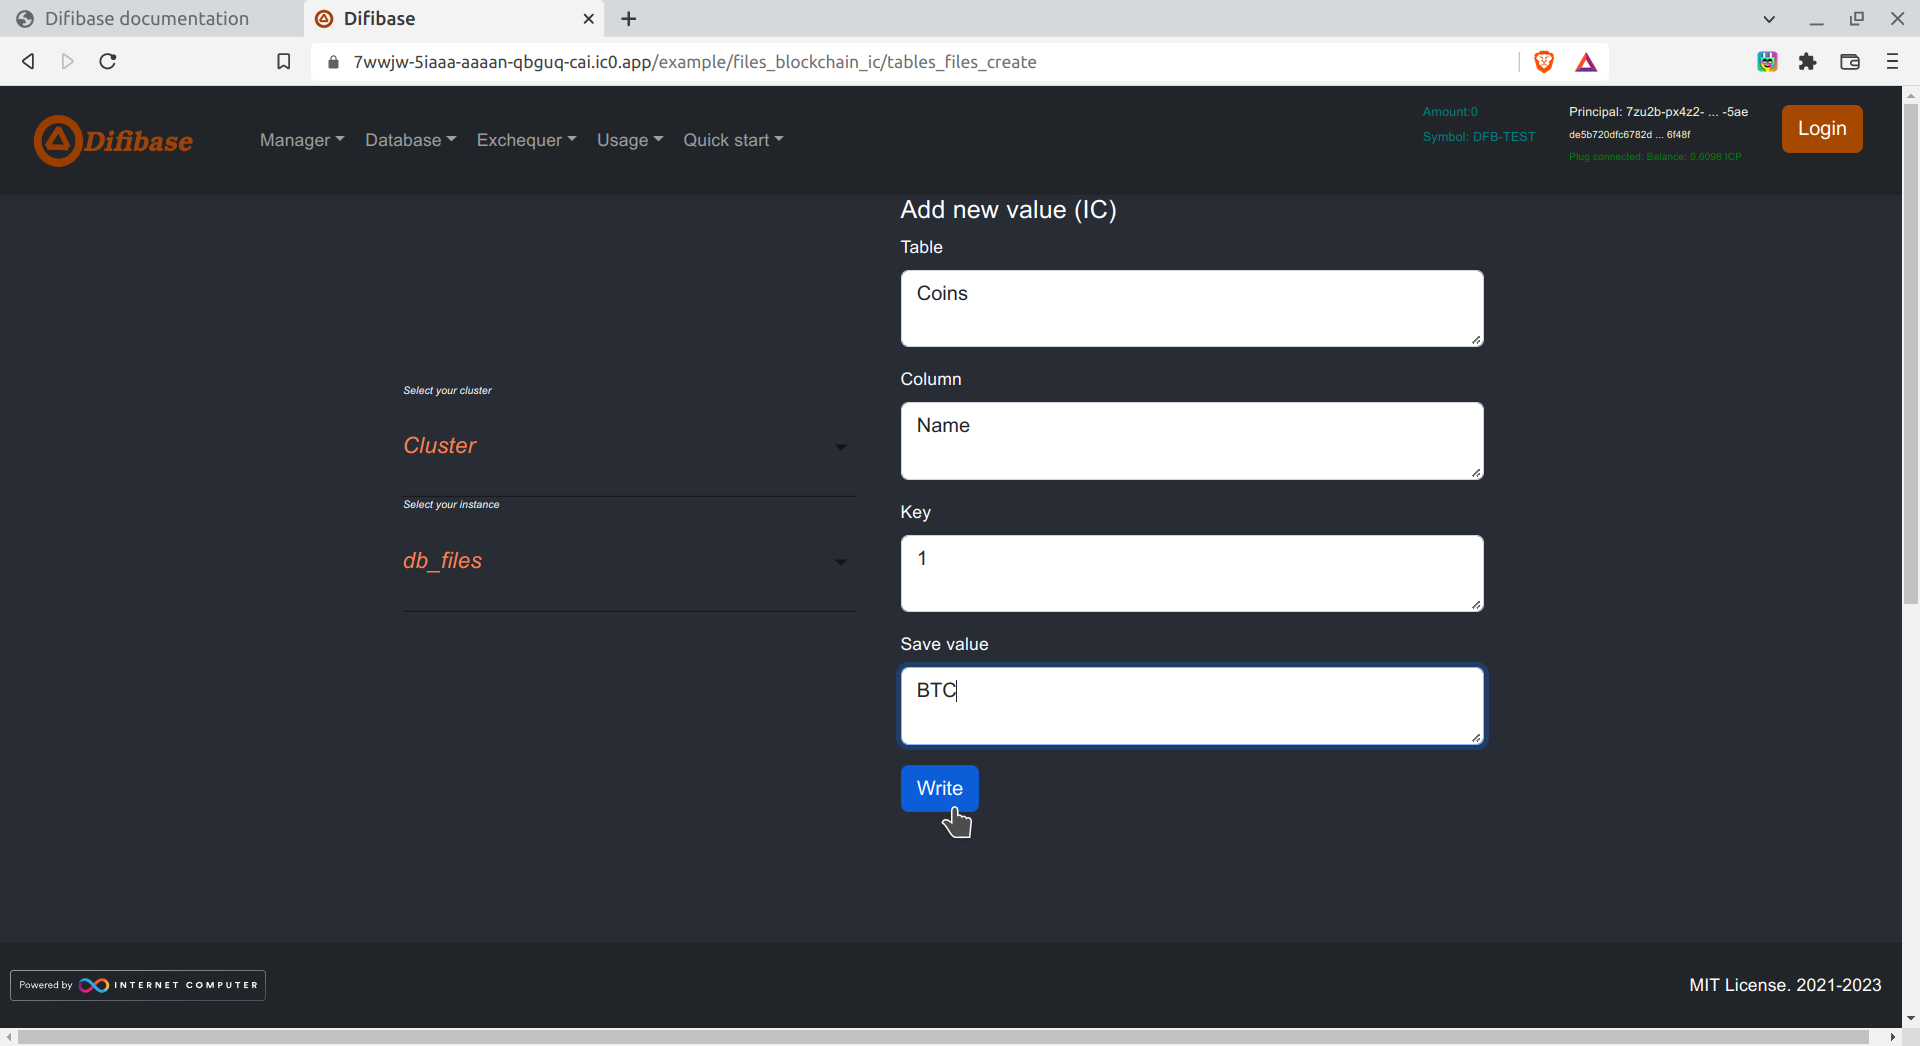 Difibase documentation
Difibase
7wwjw-5iaaa-aaaan-qbguq-cai.ic0.app/example/files_blockchain_ic/tables_files_create
Difibase
Manager
Database
Exchequer
Usage
Quick start
Amount:0
Symbol: DFB-TEST
Principal: 7zu2b-px4z2- ... -5ae
de5b720dfc6782d ... 6f48f
Plug connected; Balance: 0.6098 ICP
Login
Select your cluster
Cluster
Select your instance
db_files
Add new value (IC)
Table
Coins
Column
Name
Key
1
Save value
BTC
Write
Powered by INTERNET COMPUTER
MIT License. 2021-2023